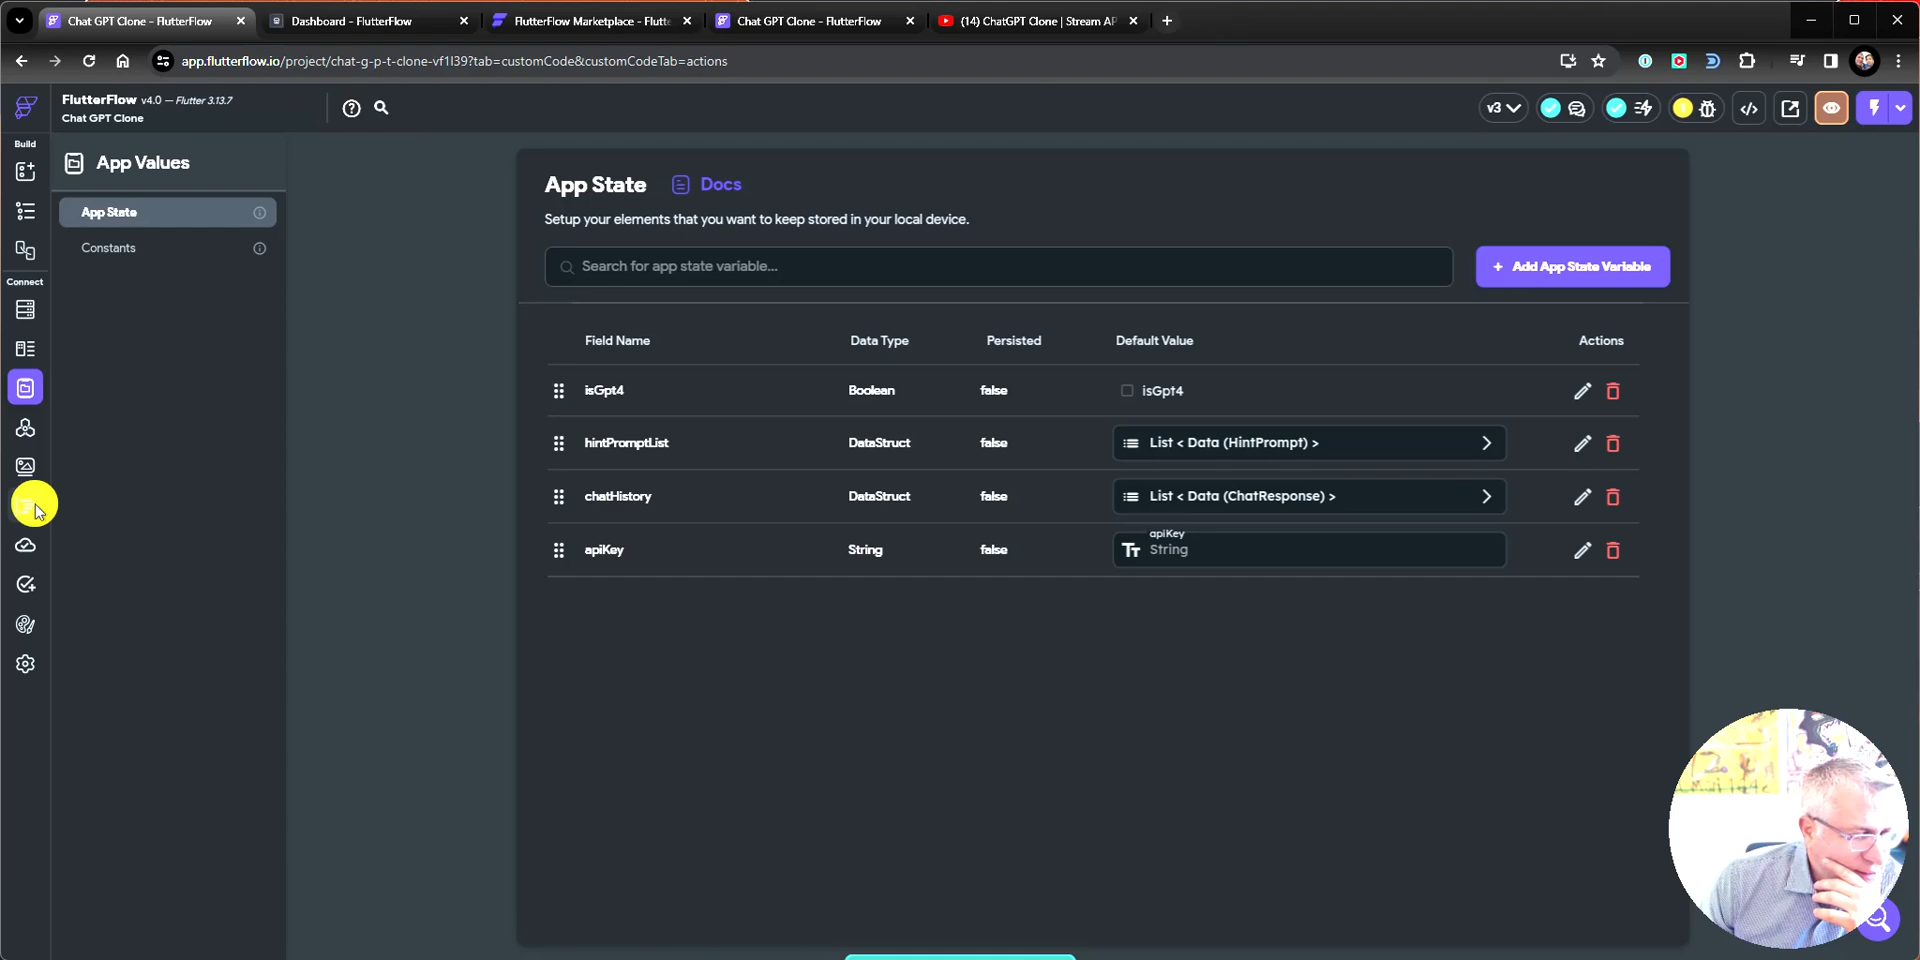 Chat GPT Clone - FlutterFlow
Dashboard - FlutterFlow
FlutterFlow Marketplace - Flutte
Chat GPT Clone - FlutterFlow
(14) ChatGPT Clone | Stream AP
app.flutterflow.io/project/chat-g-p-t-clone-vf1l39?tab=customCode&customCodeTab=actions
FlutterFlow v4.0 — Flutter 3.13.7
Chat GPT Clone
v3
1
Build
App Values
App State
Constants
Connect
App State
Docs
Setup your elements that you want to keep stored in your local device.
Search for app state variable...
+ Add App State Variable
Field Name Data Type Persisted Default Value Actions
isGpt4 Boolean false isGpt4
hintPromptList DataStruct false List < Data (HintPrompt) >
chatHistory DataStruct false List < Data (ChatResponse) >
apiKey
apiKey String false String